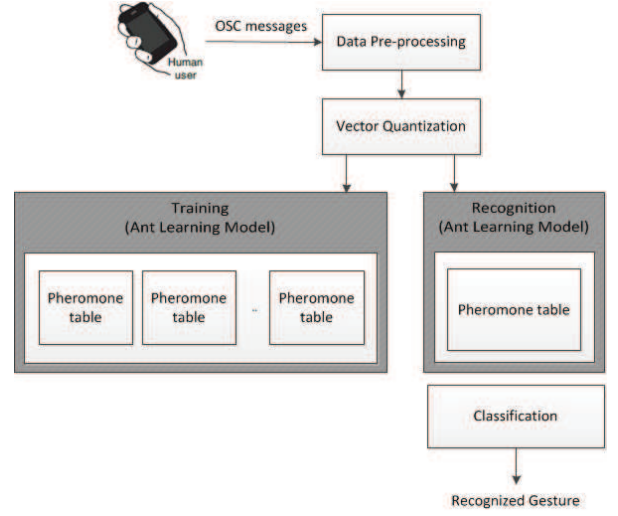 OSC messages
Human
user
Data Pre-processing
Vector Quantization
Training
(Ant Learning Model)
Pheromone
table
Pheromone
table
..
Pheromone
table
Recognition
(Ant Learning Model)
Pheromone table
Classification
Recognized Gesture